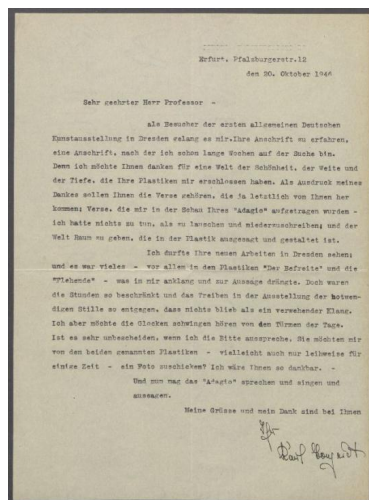 Erfurt, Pfalzburgerstr.12
den 20. Oktober 1946
Sehr geehrter Herr Professor -
als Besucher der ersten allgemeinen Deutschen
Kunstausstellung in Dresden gelang es mir, Ihre Anschrift zu erfahren,
eine Anschrift, nach der ich schon lange Wochen auf der Suche bin.
Denn ich möchte Ihnen danken für eine Welt der Schönheit, der Weite und
der Tiefe, die Ihre Plastiken mir erschlossen haben. Als Ausdruck meines
Dankes sollen Ihnen die Verse gehören, die ja letztlich von Ihnen her
kommen; Verse, die mir in der Schau Ihres "Adagio" aufgetragen wurden -
ich hatte nichts zu tun, als zu lauschen und niederzuschreiben; und der
Welt Raum zu geben, die in der Plastik ausgesagt und gestaltet ist.
Ich durfte Ihre neuen Arbeiten in Dresden sehen;
und es war vieles - vor allem in den Plastiken "Der Befreite" und die
"Flehende" - was in mir anklang und zur Aussage drängte. Doch waren
die Stunden so beschränkt und das Treiben in der Ausstellung der notwen-
digen Stille so entgegen, dass nichts blieb als ein verwehender Klang.
Ich aber möchte die Glocken schwingen hören von den Türmen der Tage.
Ist es sehr unbescheiden, wenn ich die Bitte ausspreche, Sie möchten mir
von den beiden genannten Plastiken - vielleicht auch nur leihweise für
einige Zeit - ein Foto zuschicken? Ich wäre Ihnen so dankbar. -
Und nun mag das "Adagio" sprechen und singen und
aussagen.
Meine Grüsse und mein Dank sind bei Ihnen
Ihr